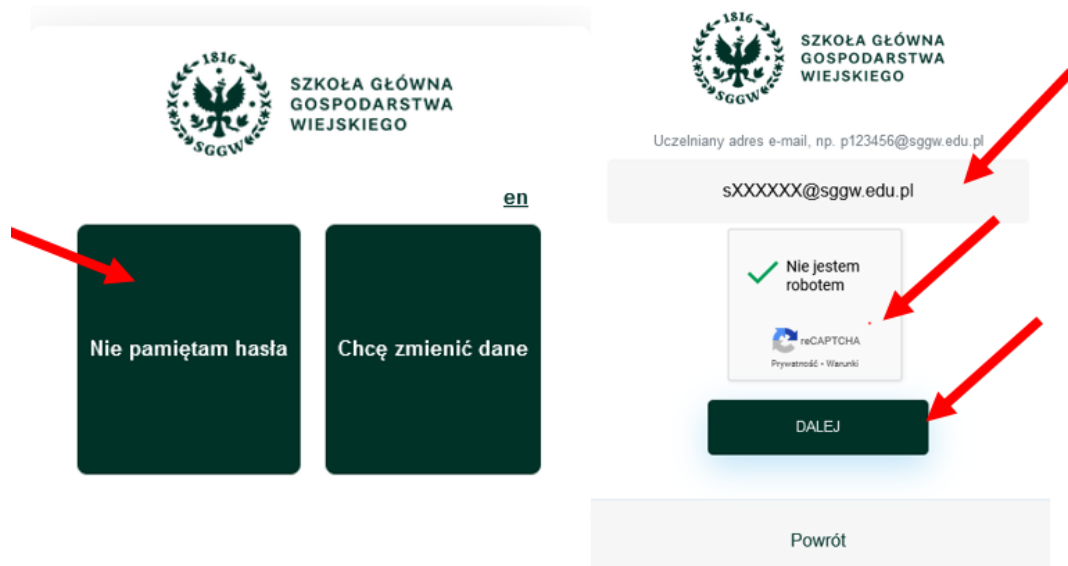 1816
SGGW
SZKOŁA GŁÓWNA
GOSPODARSTWA
WIEJSKIEGO
en
Nie pamiętam hasła
Chcę zmienić dane
1816
SGGW
SZKOŁA GŁÓWNA
GOSPODARSTWA
WIEJSKIEGO
Uczelniany adres e-mail, np. p123456@sggw.edu.pl
sXXXXXX@sggw.edu.pl
Nie jestem
robotem
reCAPTCHA
Prywatność - Warunki
DALEJ
Powrót